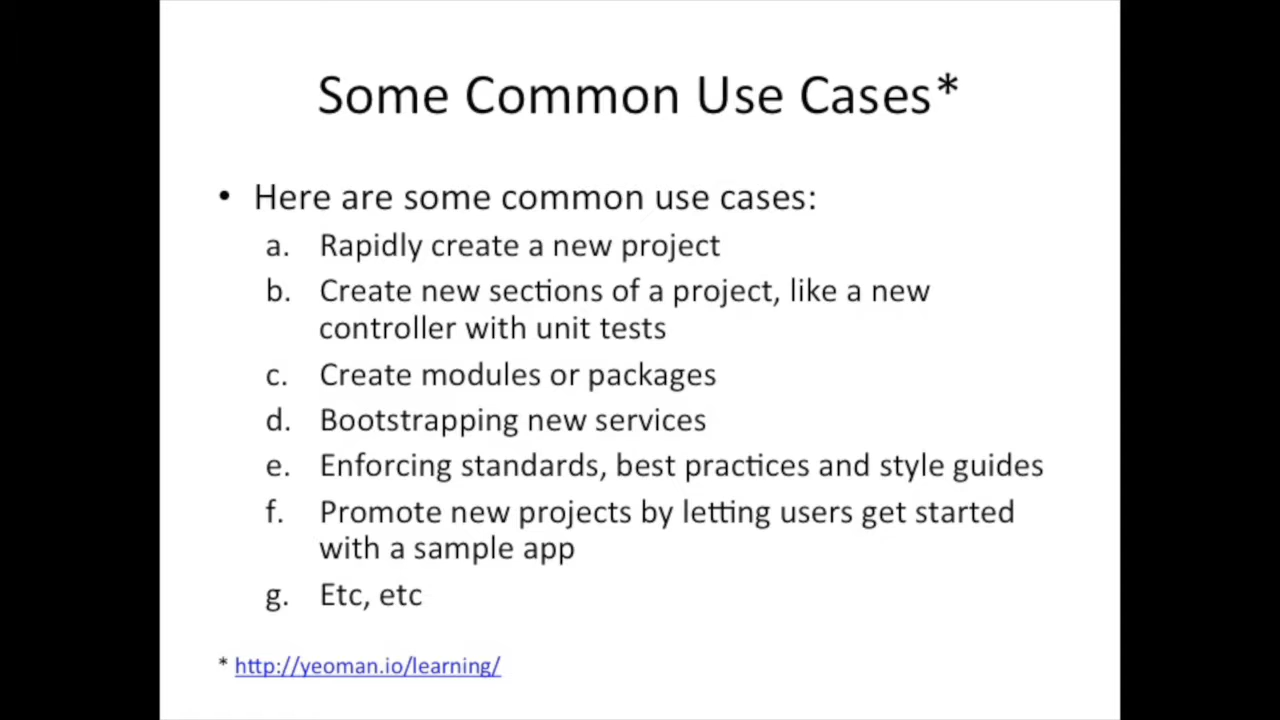 Some Common Use Cases*
• Here are some common use cases:
a. Rapidly create a new project
b. Create new sections of a project, like a new
controller with unit tests
c. Create modules or packages
d. Bootstrapping new services
e. Enforcing standards, best practices and style guides
f. Promote new projects by letting users get started
with a sample app
g. Etc, etc
* http://yeoman.io/learning/